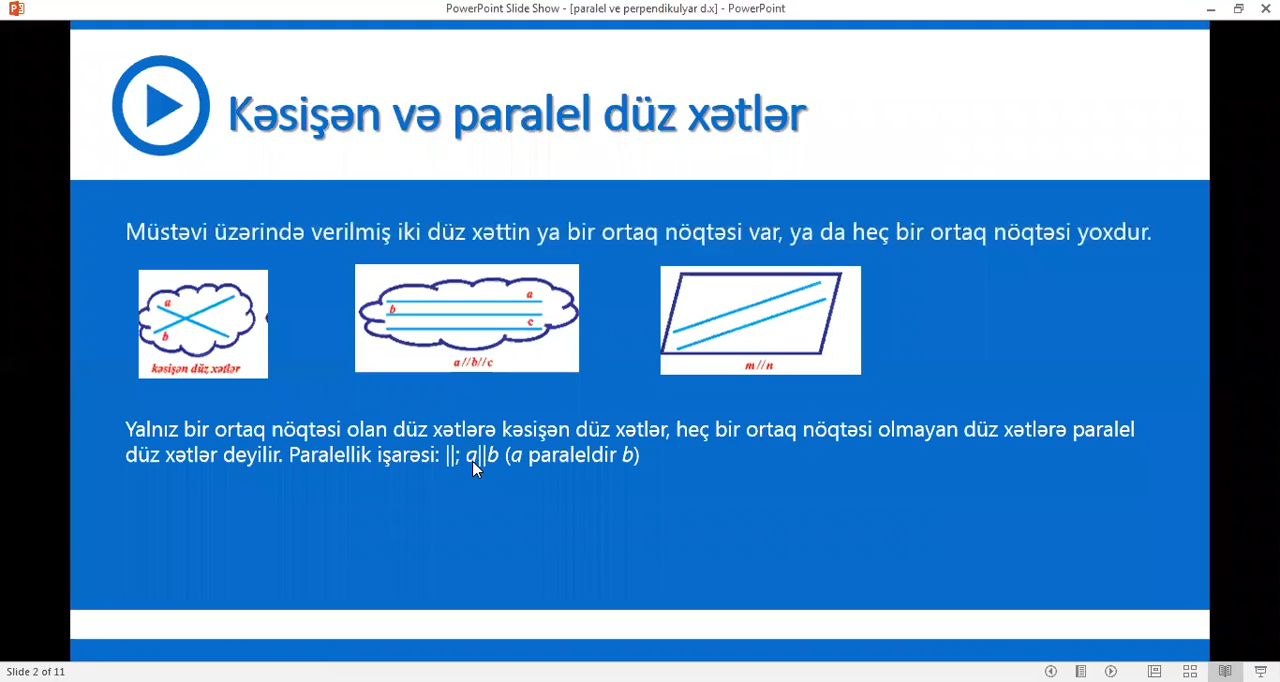 PowerPoint Slide Show - [paralel ve perpendikulyar d.x] - PowerPoint
Kəsişən və paralel düz xətlər
Müstəvi üzərində verilmiş iki düz xəttin ya bir ortaq nöqtəsi var, ya da heç bir ortaq nöqtəsi yoxdur.
a
b
kəsişən düz xətlər
a
b
c
a//b//c
m//n
Yalnız bir ortaq nöqtəsi olan düz xətlərə kəsişən düz xətlər, heç bir ortaq nöqtəsi olmayan düz xətlərə paralel
düz xətlər deyilir. Paralellik işarəsi: ||; a||b (a paraleldir b)
Slide 2 of 11